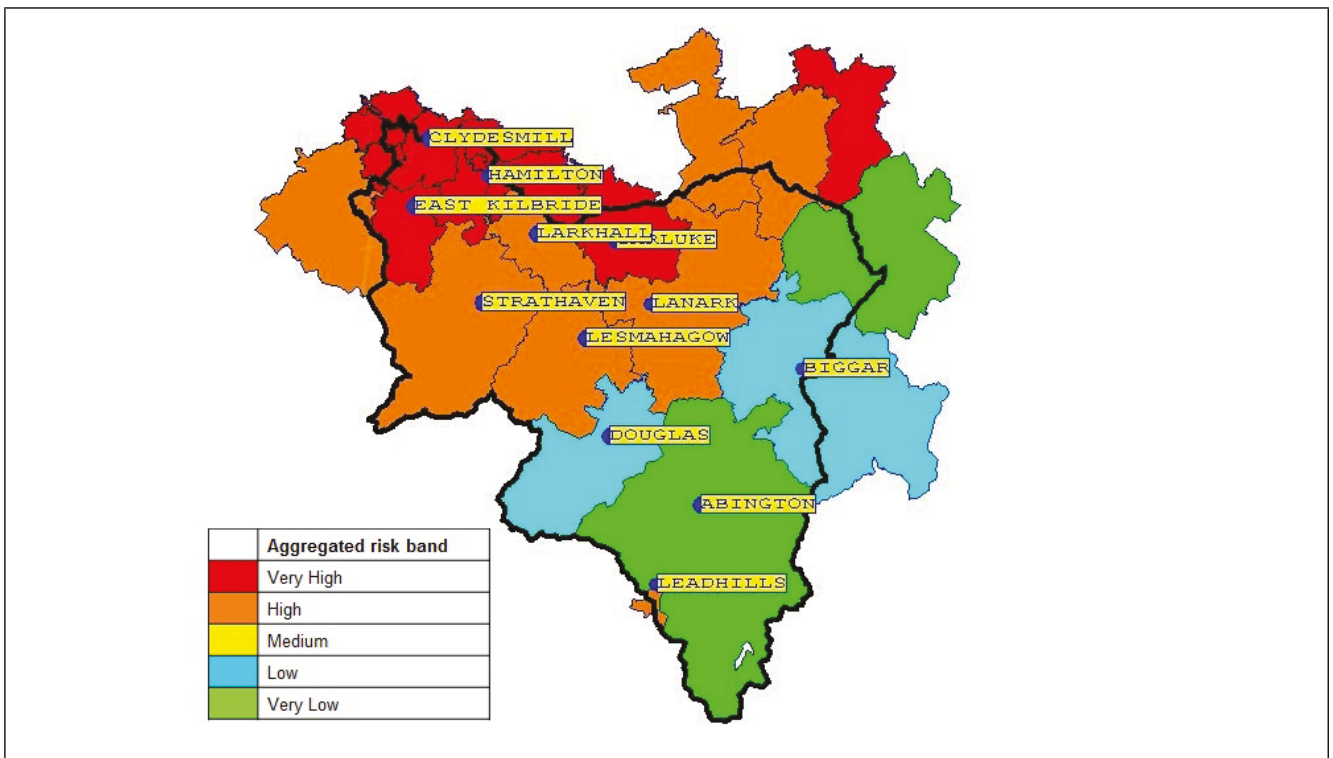 CLYDESMILL
HAMILTON
EAST KILBRIDE
LARKHALL
LUKE
STRATHAVEN
LANARK
LESMAHAGOW
BIGGAR
DOUGLAS
ABINGTON
LEADHILLS
Aggregated risk band
Very High
High
Medium
Low
Very Low